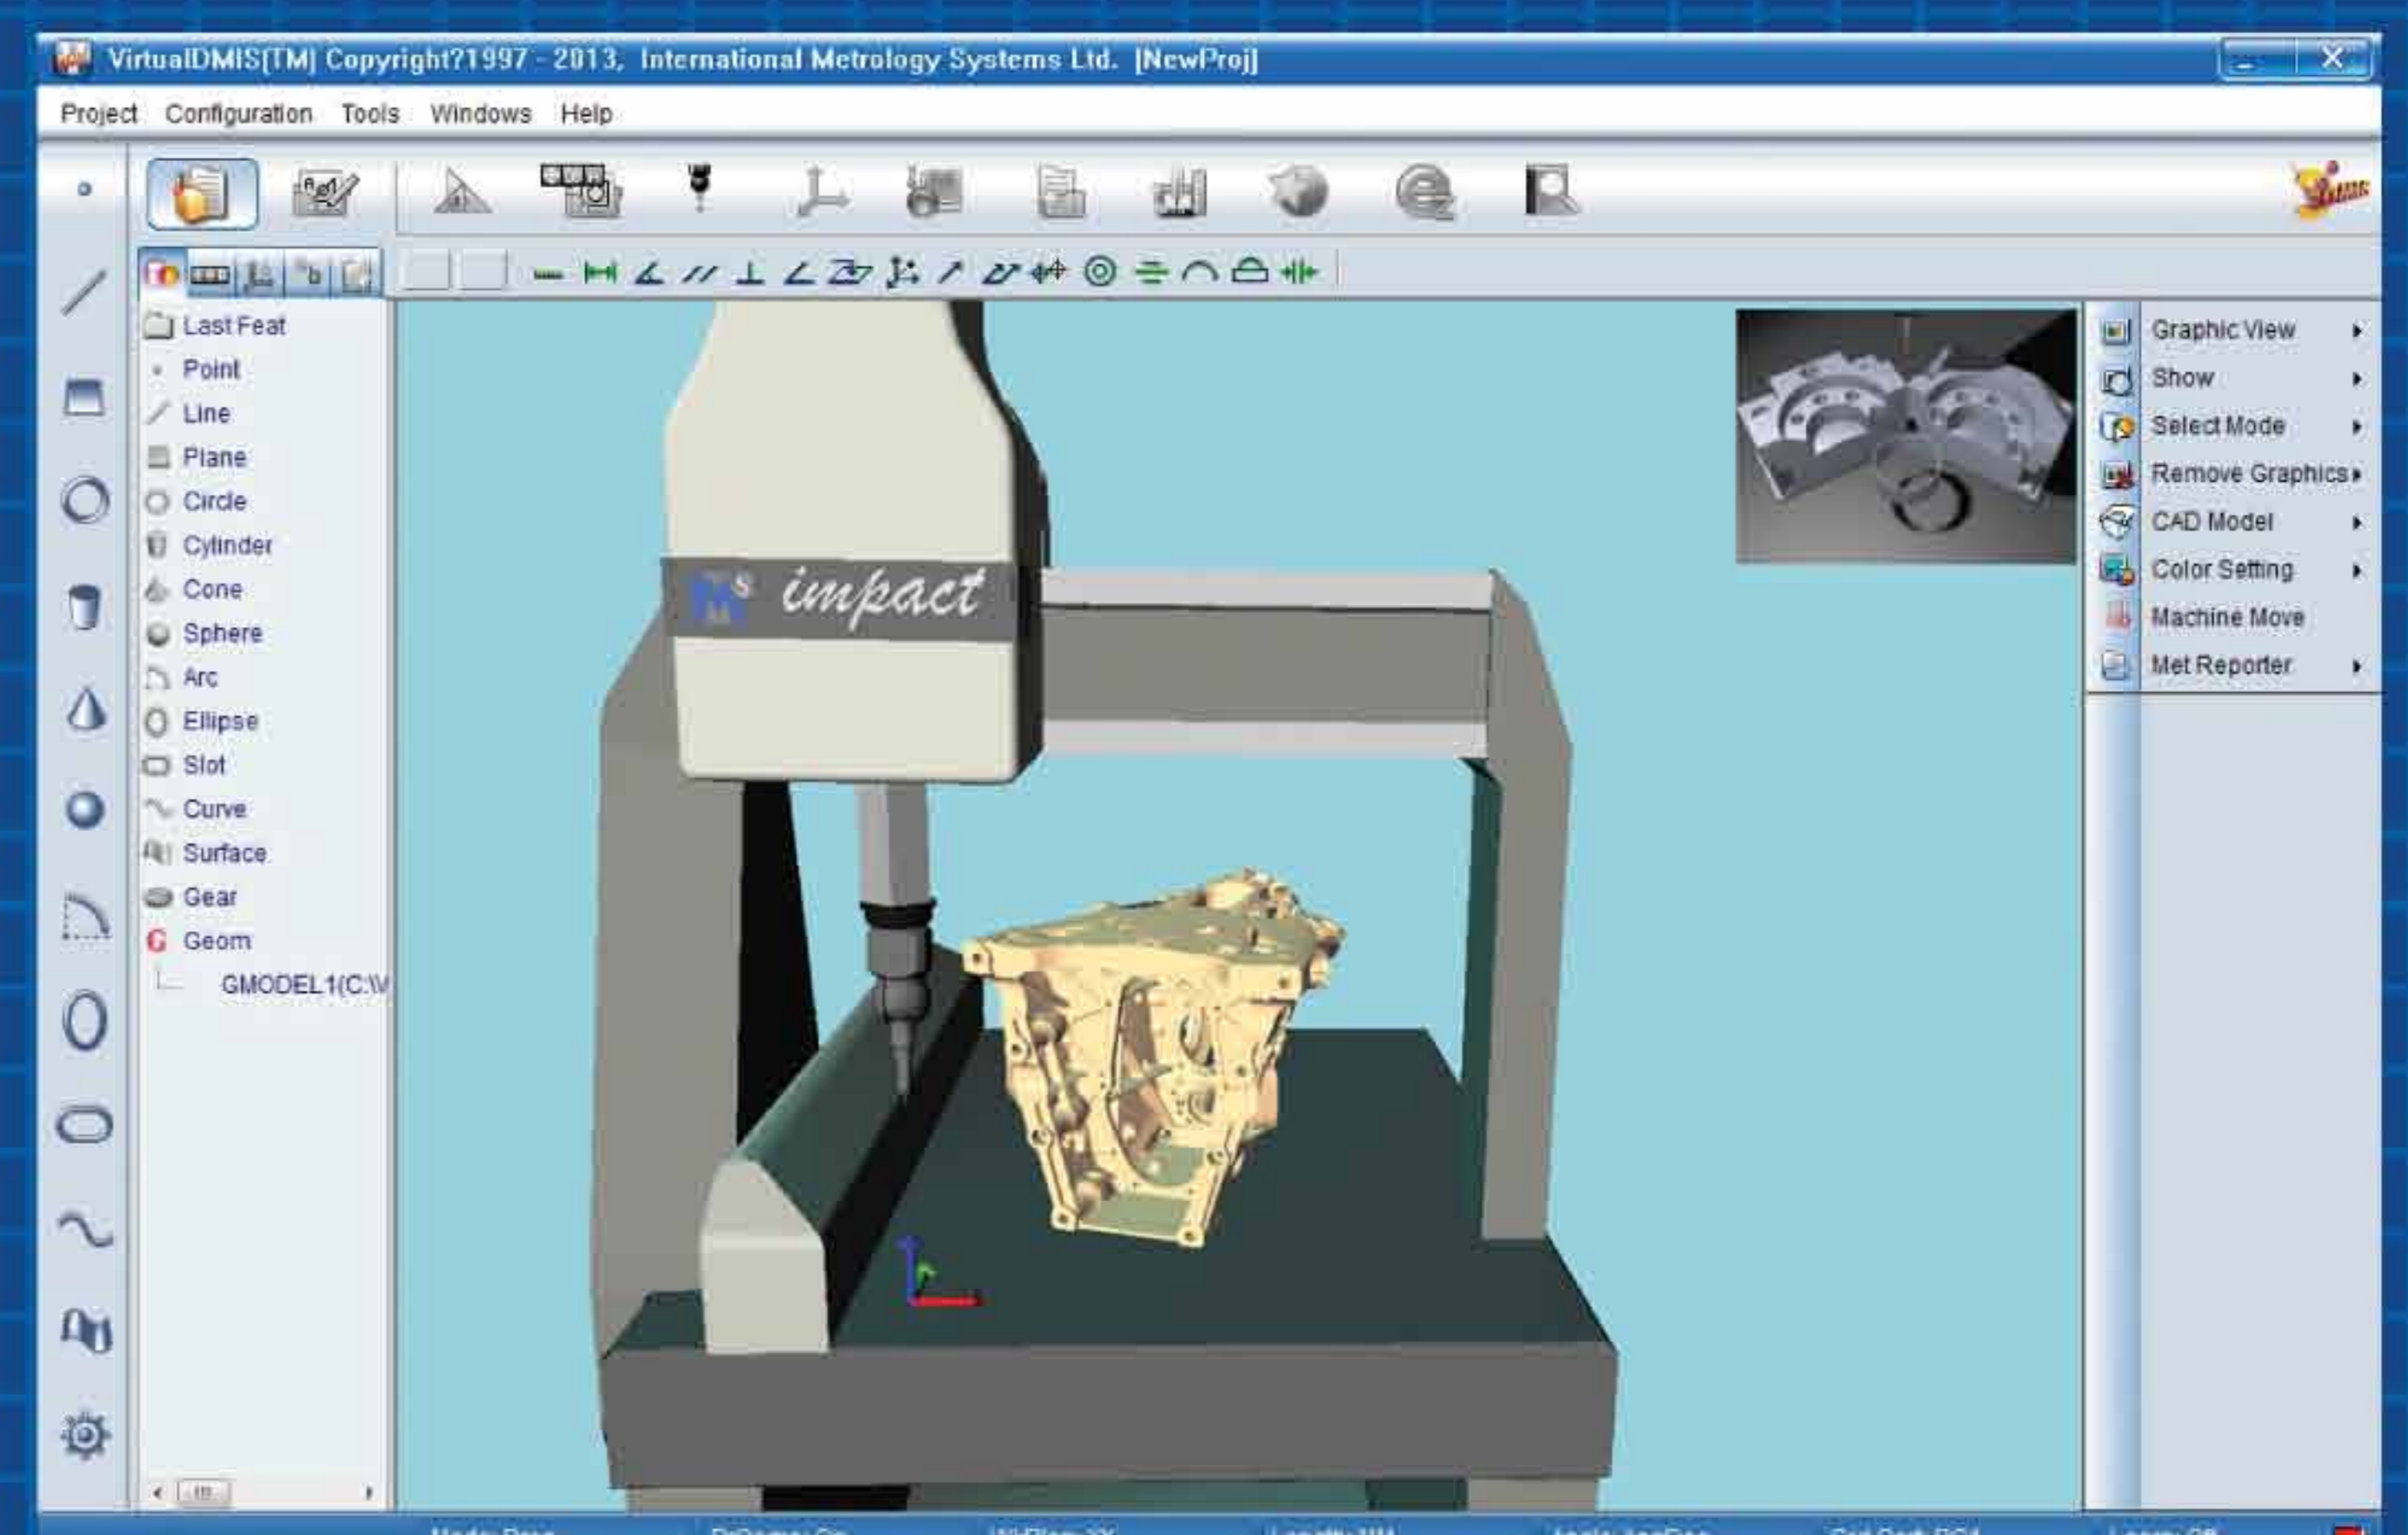 VirtualDMIS[TM] Copyright?1997 - 2013, International Metrology Systems Ltd. [NewProj]
Project Configuration Tools Windows Help
Last Feat
Point
Line
Plane
Circle
Cylinder
Cone
Sphere
Arc
Ellipse
Slot
Curve
Surface
Gear
G Geom
GMODEL1(C:\V
impact
Graphic View
Show
Select Mode
Remove Graphics
CAD Model
Color Setting
Machine Move
Met Reporter